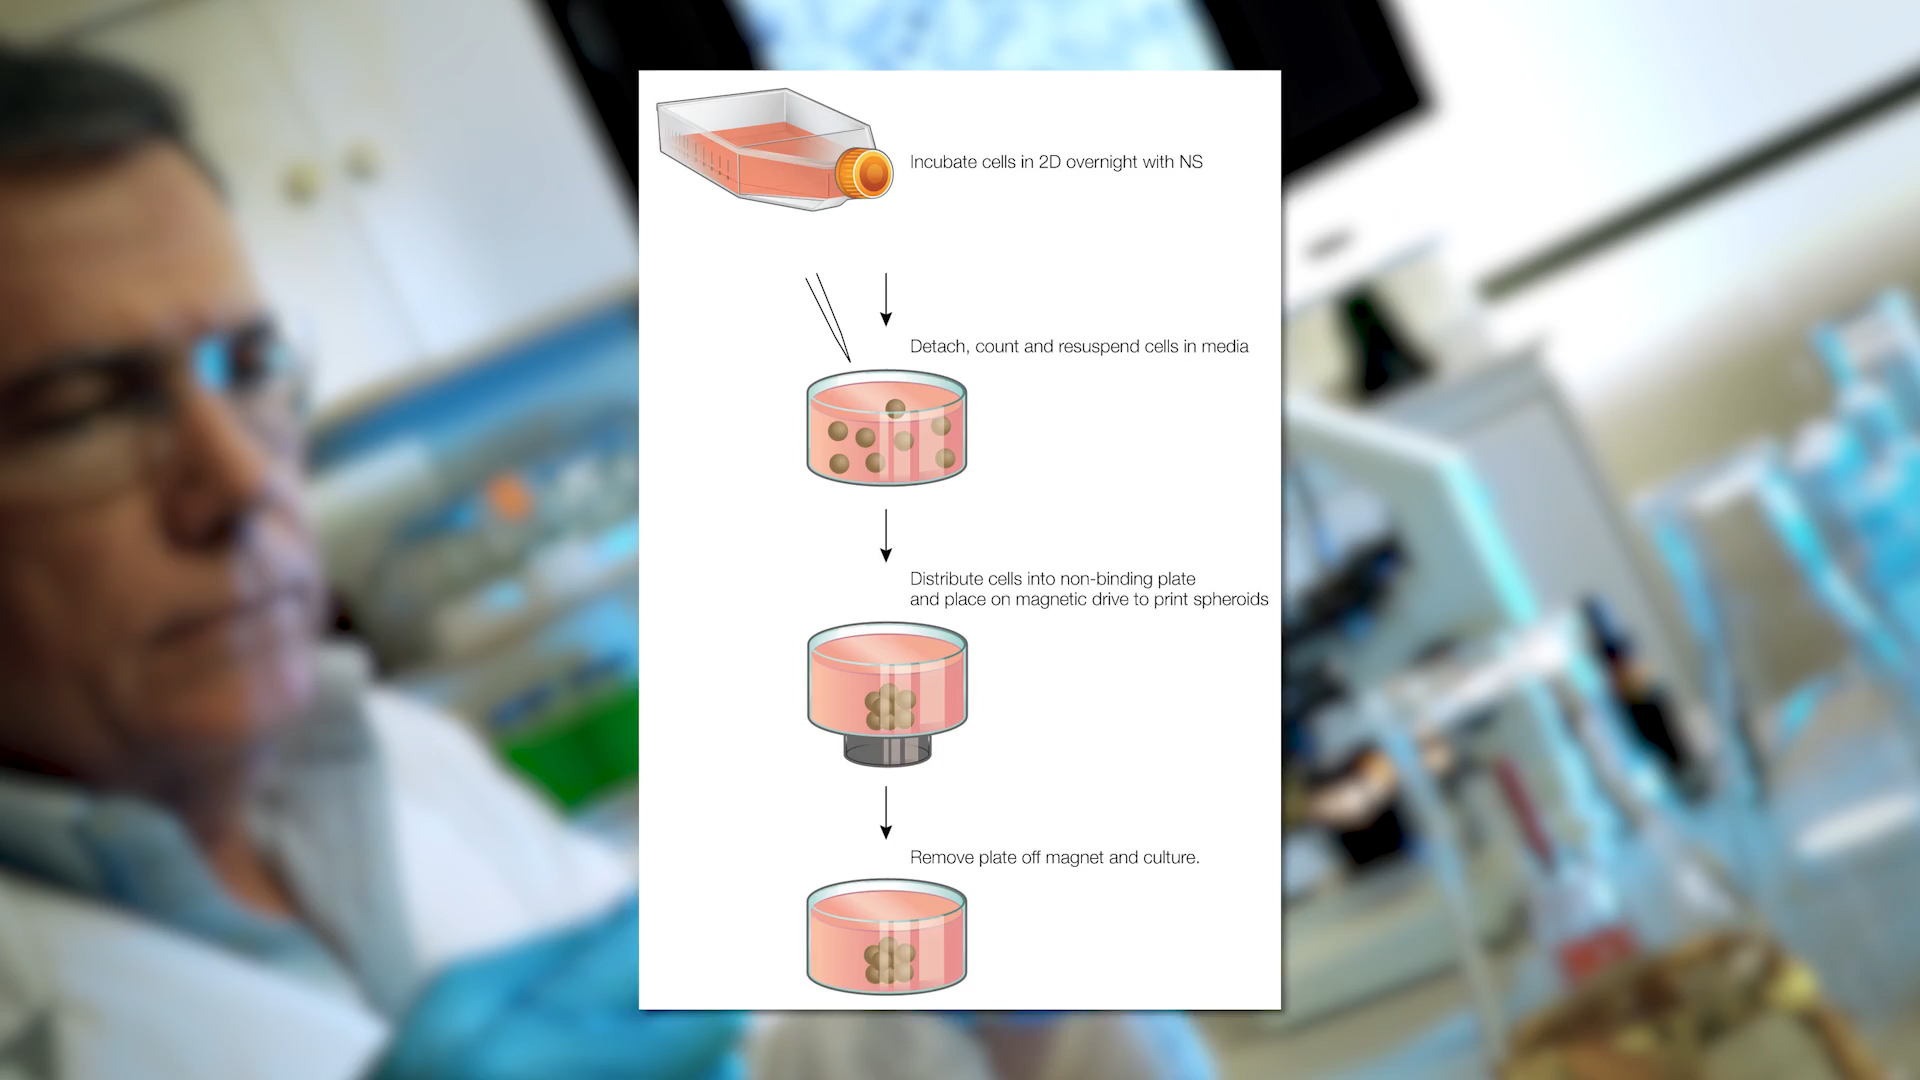 Incubate cells in 2D overnight with NS
Detach, count and resuspend cells in media
Distribute cells into non-binding plate
and place on magnetic drive to print spheroids
Remove plate off magnet and culture.